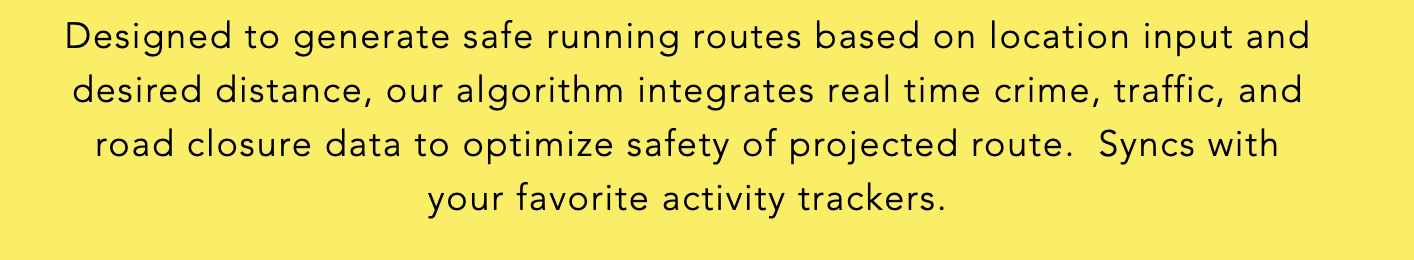 Designed to generate safe running routes based on location input and
desired distance, our algorithm integrates real time crime, traffic, and
road closure data to optimize safety of projected route.  Syncs with
your favorite activity trackers.